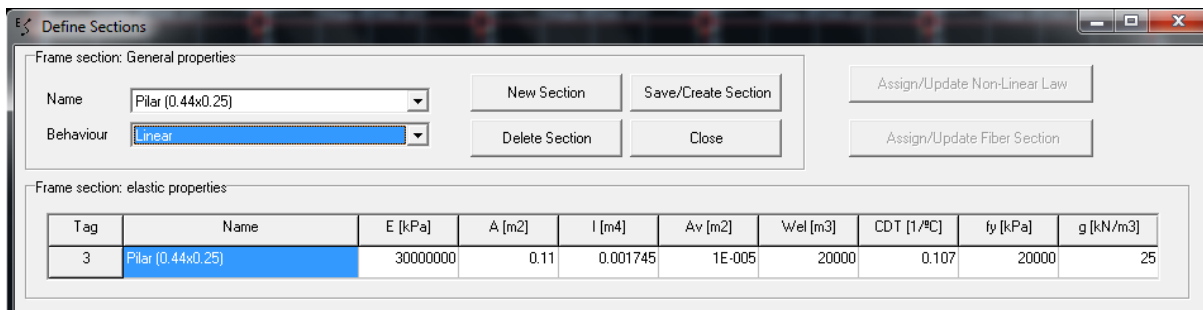 Define Sections
Frame section: General properties
Name Pilar (0.44x0.25) New Section Save/Create Section Assign/Update Non-Linear Law
Behaviour Linear Delete Section Close Assign/Update Fiber Section
Frame section: elastic properties
Tag Name E [kPa] A [m2] I [m4] Av [m2] Wel [m3] CDT [1/ºC] fy [kPa] g [kN/m3]
3 Pilar (0.44x0.25) 30000000 0.11 0.001745 1E-005 20000 0.107 20000 25